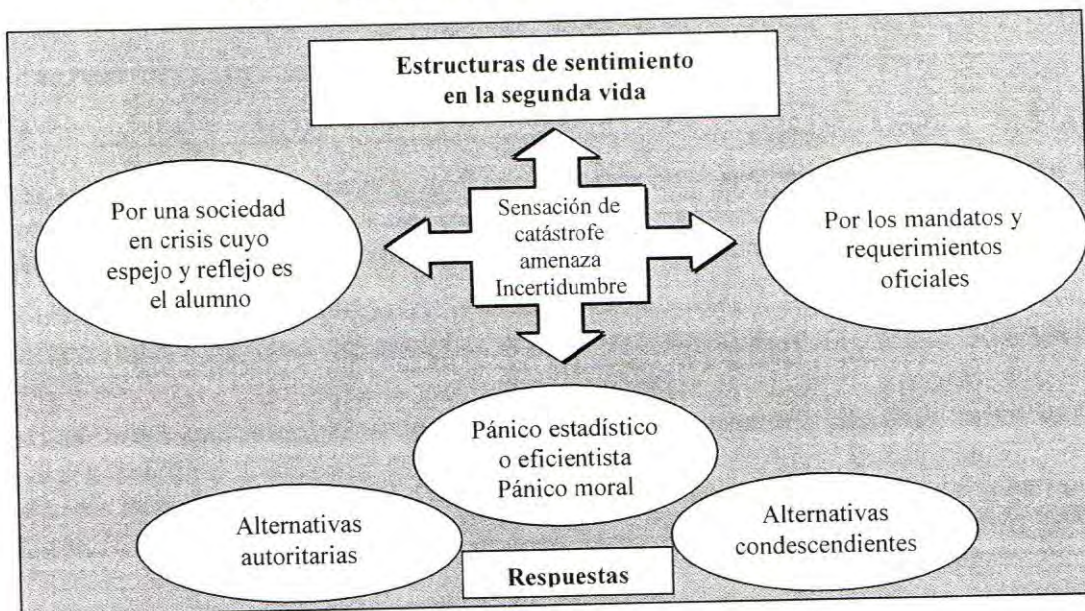 Estructuras de sentimiento
en la segunda vida
Por una sociedad
en crisis cuyo
espejo y reflejo es
el alumno
Sensación de
catástrofe
amenaza
Incertidumbre
Por los mandatos y
requerimientos
oficiales
Pánico estadístico
o eficientista
Pánico moral
Alternativas
autoritarias
Alternativas
condescendientes
Respuestas